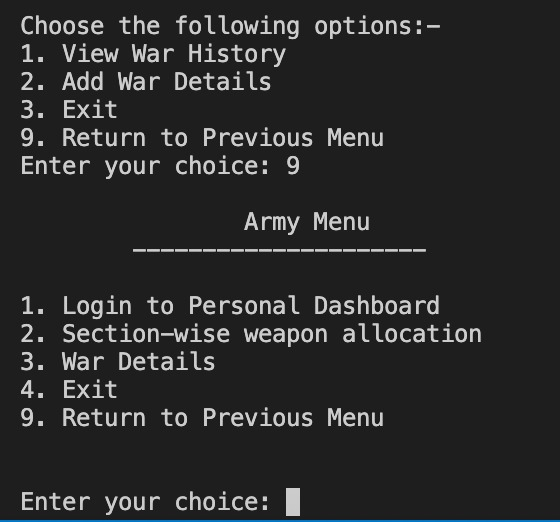 Choose the following options:-
1. View War History
2. Add War Details
3. Exit
9. Return to Previous Menu
Enter your choice: 9
Army Menu
---------------------
1. Login to Personal Dashboard
2. Section-wise weapon allocation
3. War Details
4. Exit
9. Return to Previous Menu
Enter your choice: